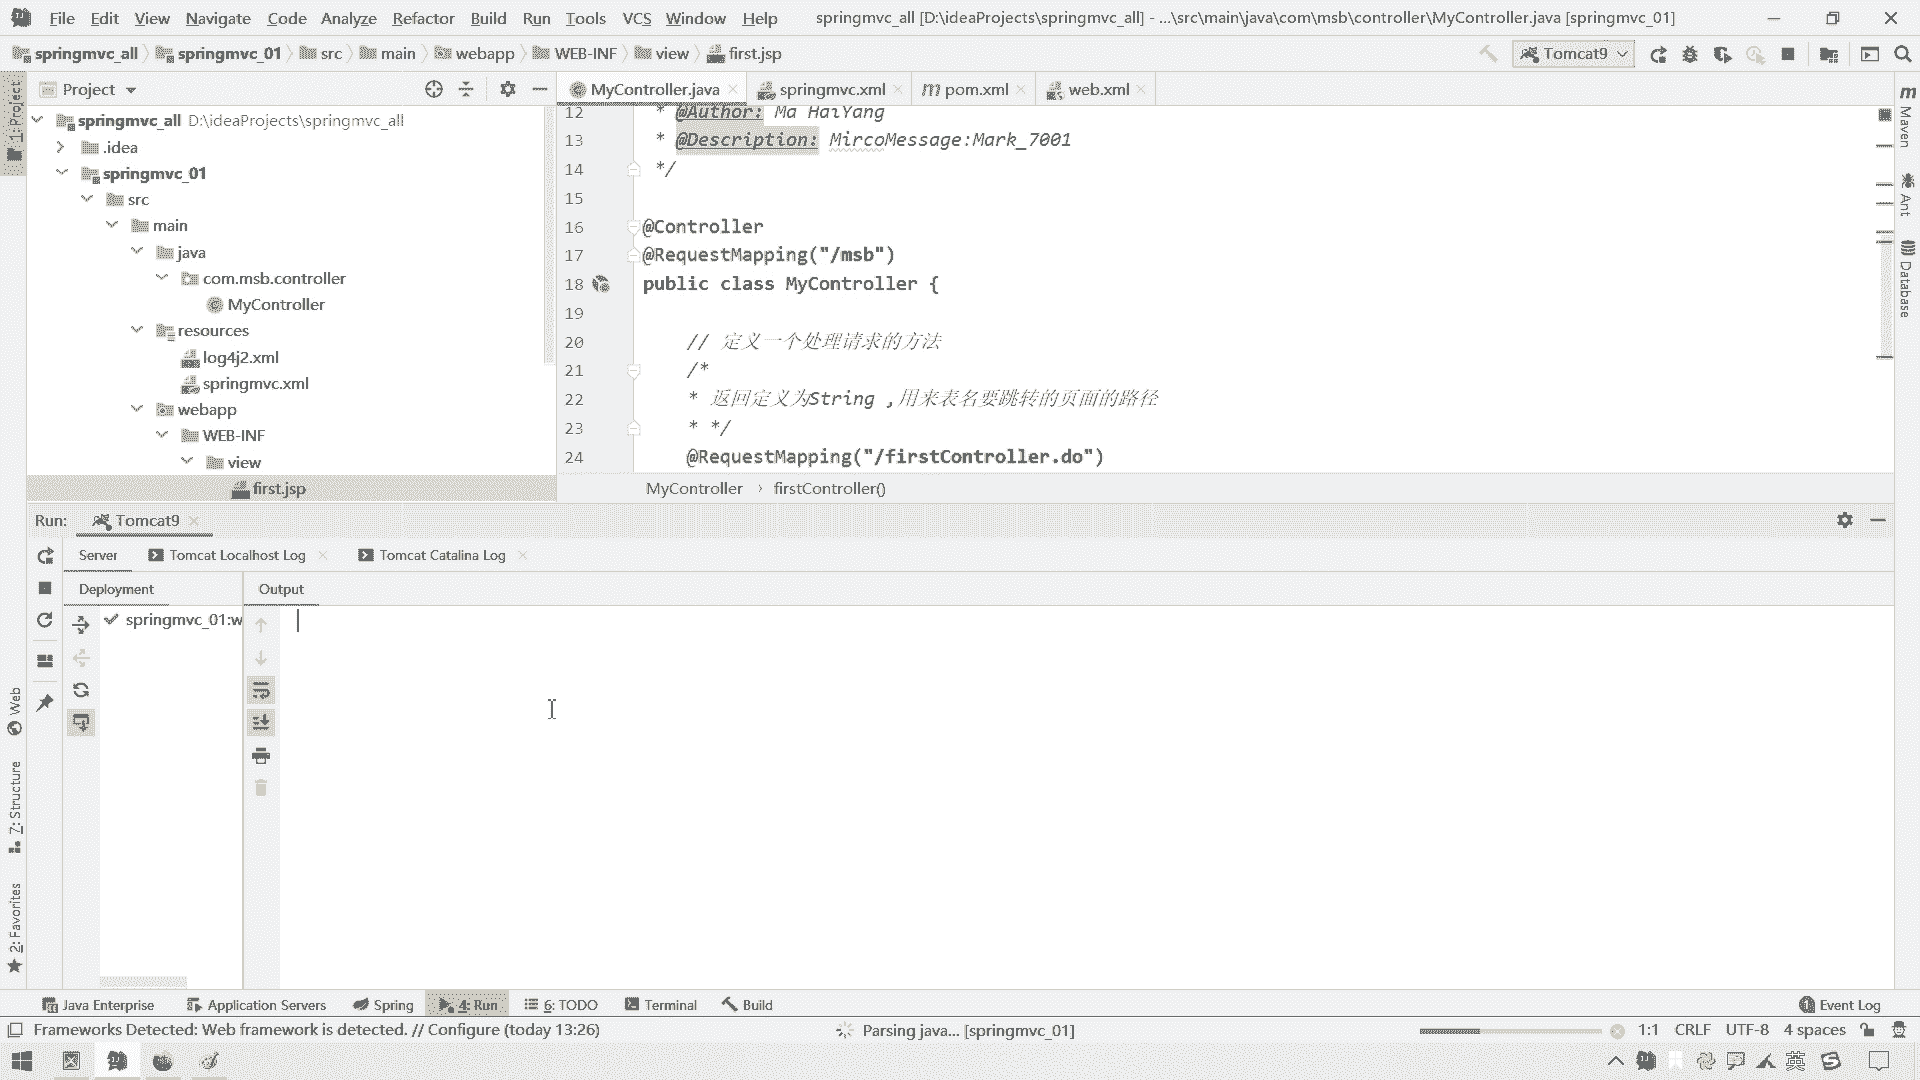 File Edit View Navigate Code Analyze Refactor Build Run Tools VCS Window Help springmvc_all [D:\ideaProjects\springmvc_all] - ...\src\main\java\com\msb\controller\MyController.java [springmvc_01]
springmvc_all springmvc_01 src main webapp WEB-INF view first.jsp Tomcat9
Project
MyController.java springmvc.xml pom.xml web.xml
springmvc_all D:\ideaProjects\springmvc_all
.idea
springmvc_01
src
main
java
com.msb.controller
MyController
resources
log4j2.xml
springmvc.xml
webapp
WEB-INF
view
first.jsp
12 * @Author: Ma HaiYang
13 * @Description: MircoMessage:Mark_7001
14 */
15
16 @Controller
17 @RequestMapping("/msb")
18 public class MyController {
19
20 // 定义一个处理请求的方法
21 /*
22 * 返回定义为String ,用来表名要跳转的页面的路径
23 * */
24 @RequestMapping("/firstController.do")
MyController › firstController()
1: Project
Web
7: Structure
2: Favorites
Maven
Ant
Database
Run: Tomcat9
Server Tomcat Localhost Log Tomcat Catalina Log
Deployment Output
springmvc_01:w
Java Enterprise Application Servers Spring 4: Run 6: TODO Terminal Build 1 Event Log
Frameworks Detected: Web framework is detected. // Configure (today 13:26) Parsing java... [springmvc_01] 1:1 CRLF UTF-8 4 spaces
英